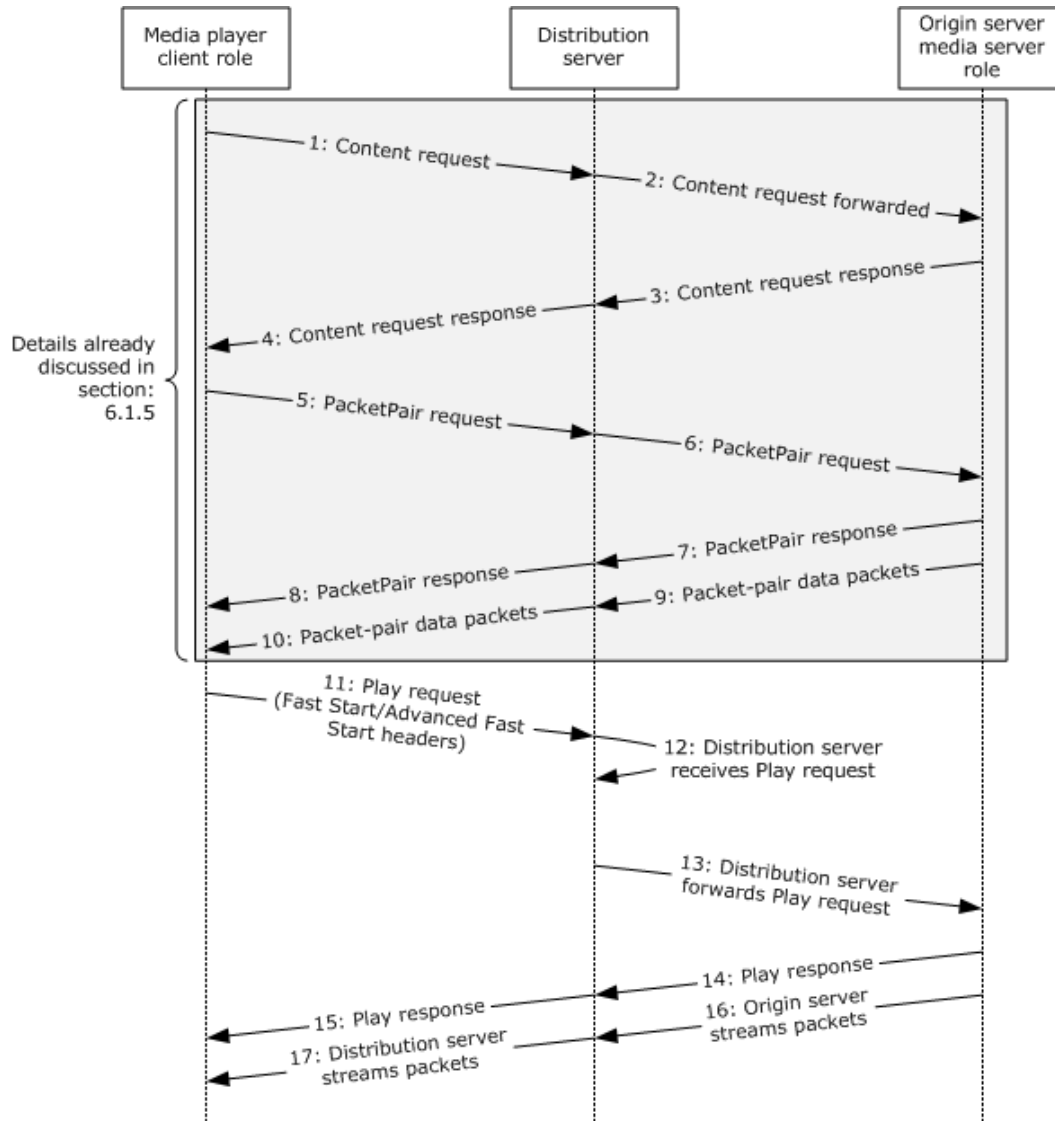 Media player
client role
Distribution
server
Origin server
media server
role
1: Content request
2: Content request forwarded
3: Content request response
4: Content request response
Details already
discussed in
section:
6.1.5
5: PacketPair request
6: PacketPair request
7: PacketPair response
8: PacketPair response
9: Packet-pair data packets
10: Packet-pair data packets
11: Play request
(Fast Start/Advanced Fast
Start headers)
12: Distribution server
receives Play request
13: Distribution server
forwards Play request
14: Play response
15: Play response
16: Origin server
streams packets
17: Distribution server
streams packets